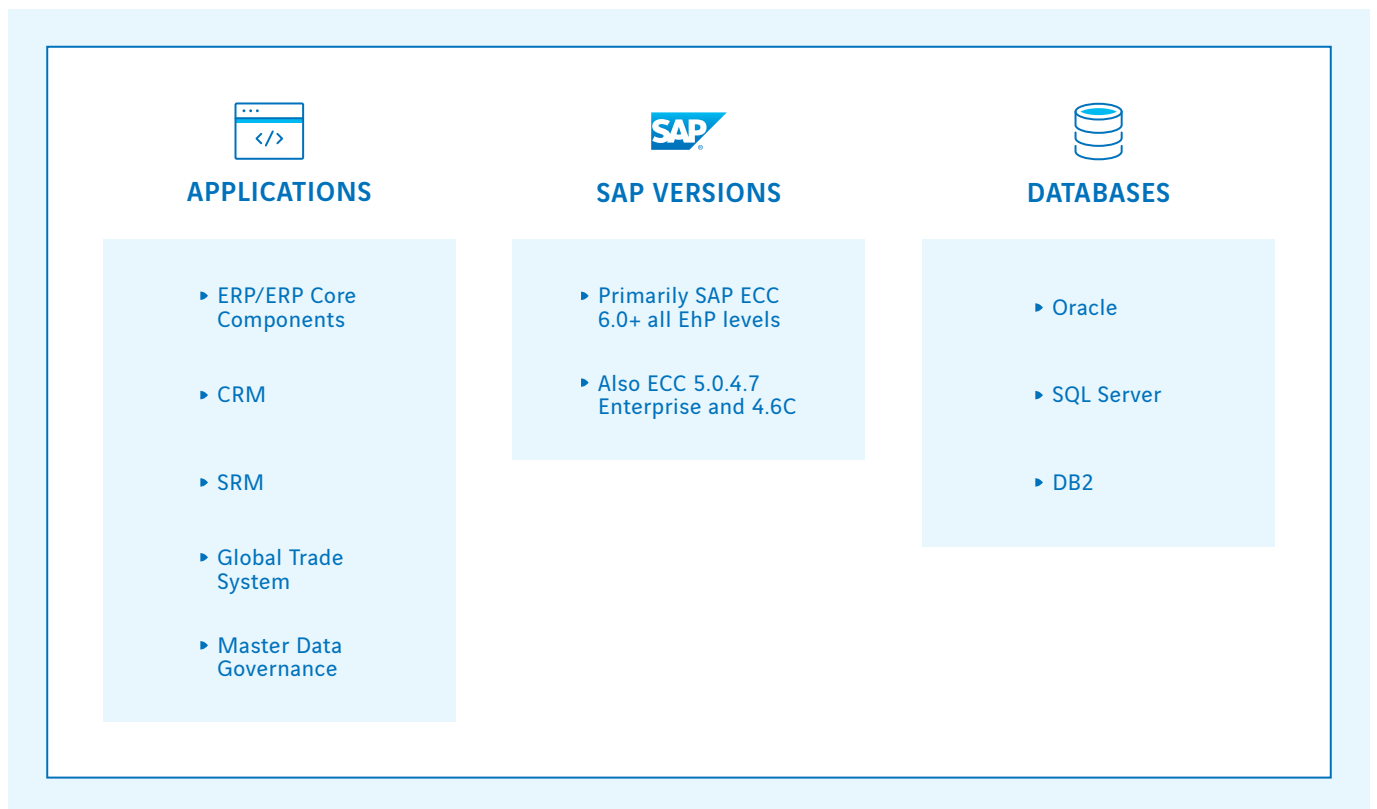 </>
SAP
®
APPLICATIONS
SAP VERSIONS
DATABASES
ERP/ERP Core
Components
CRM
SRM
Global Trade
System
Master Data
Governance
Primarily SAP ECC
6.0+ all EhP levels
Also ECC 5.0.4.7
Enterprise and 4.6C
Oracle
SQL Server
DB2